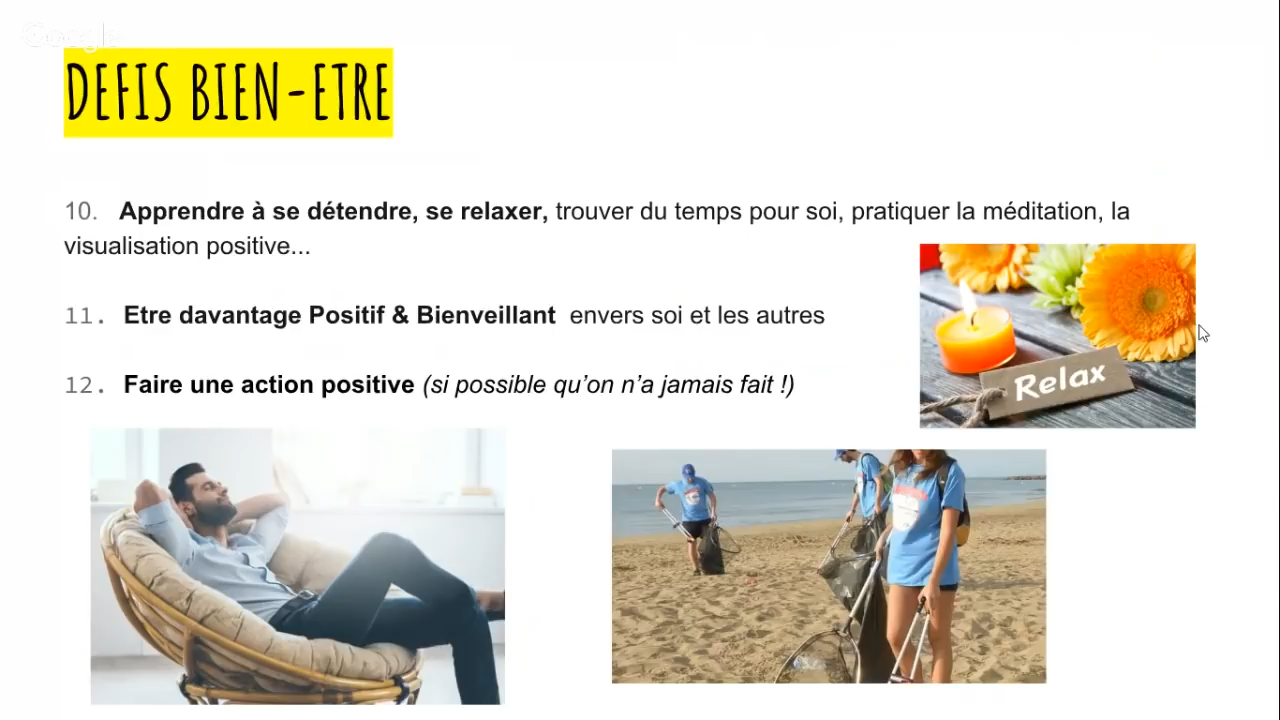 Google
DEFIS BIEN-ETRE
10. Apprendre à se détendre, se relaxer, trouver du temps pour soi, pratiquer la méditation, la
visualisation positive...
11. Etre davantage Positif & Bienveillant envers soi et les autres
12. Faire une action positive (si possible qu’on n’a jamais fait !)
Relax